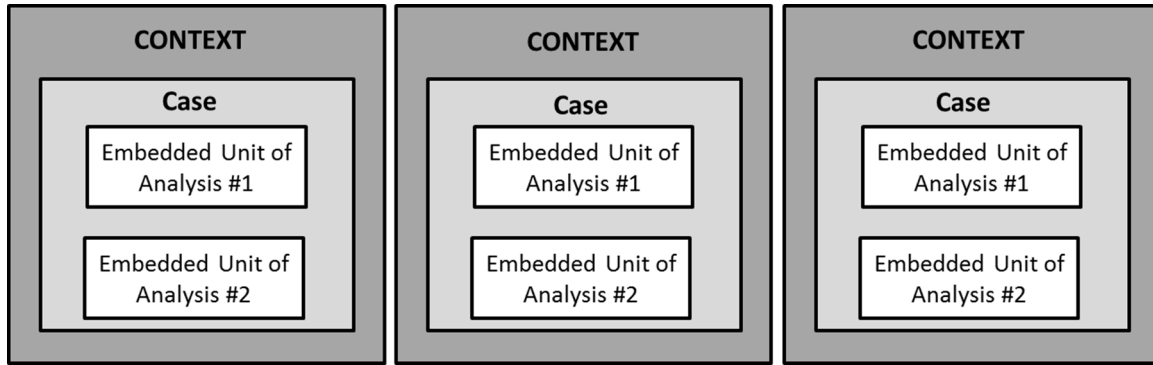 CONTEXT
Case
Embedded Unit of
Analysis #1
Embedded Unit of
Analysis #2
CONTEXT
Case
Embedded Unit of
Analysis #1
Embedded Unit of
Analysis #2
CONTEXT
Case
Embedded Unit of
Analysis #1
Embedded Unit of
Analysis #2